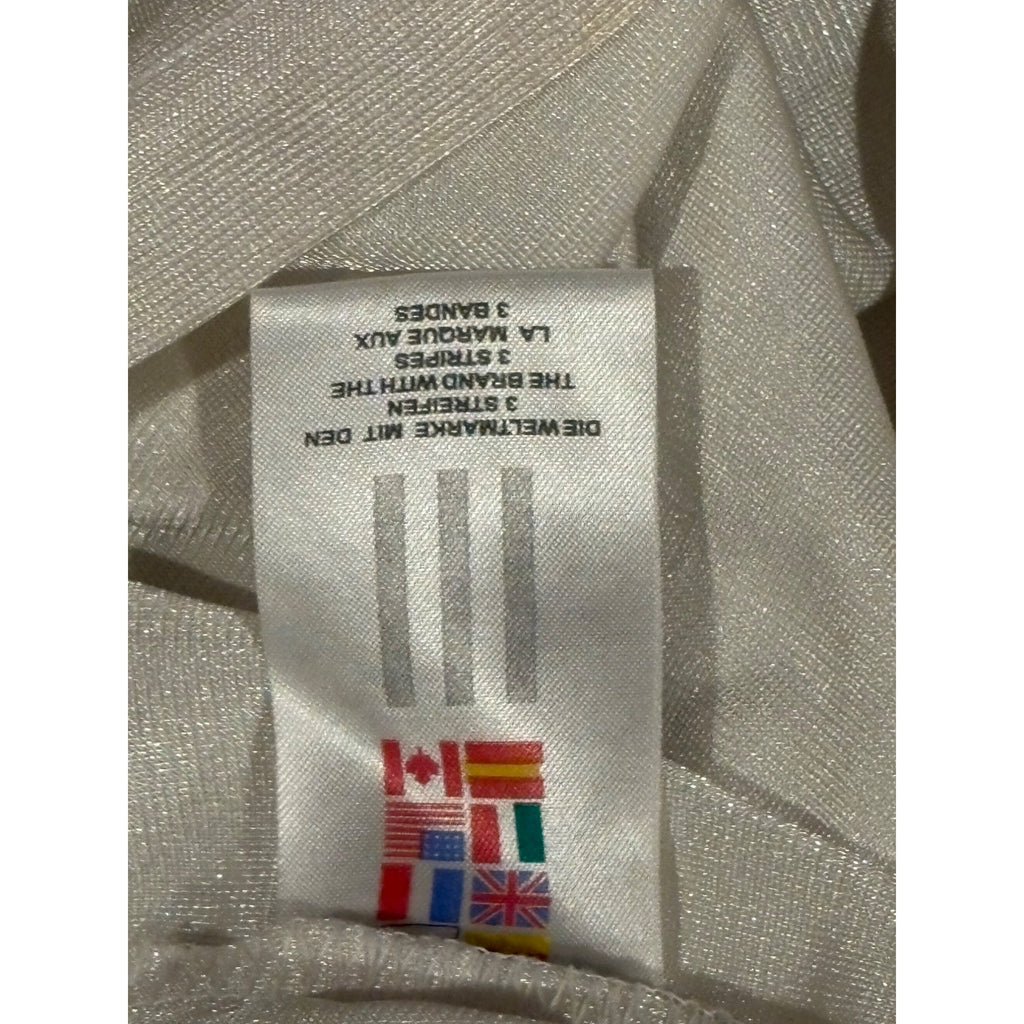 DIE WELTMARKE MIT DEN
3 STREIFEN
THE BRAND WITH THE
3 STRIPES
LA MARQUE AUX
3 BANDES